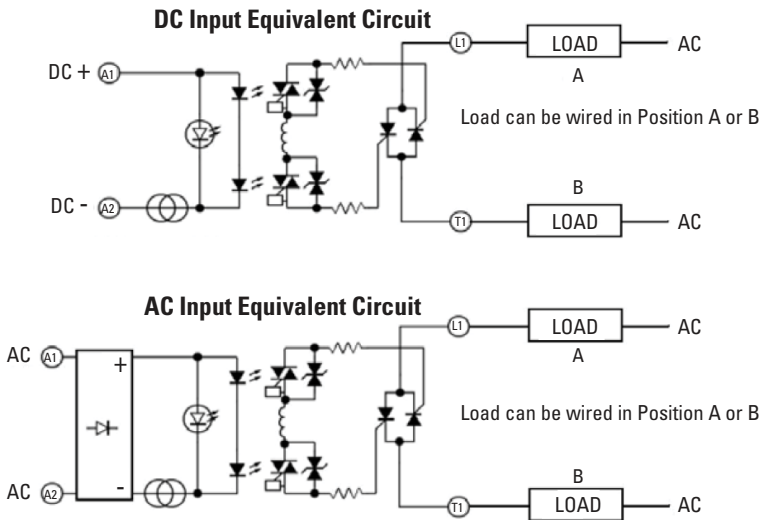 DC Input Equivalent Circuit
L1 LOAD AC
A
DC + A1
Load can be wired in Position A or B
B
DC - A2
T1 LOAD AC
AC Input Equivalent Circuit
L1 LOAD AC
A
AC A1
+
Load can be wired in Position A or B
B
AC A2
-
T1 LOAD AC